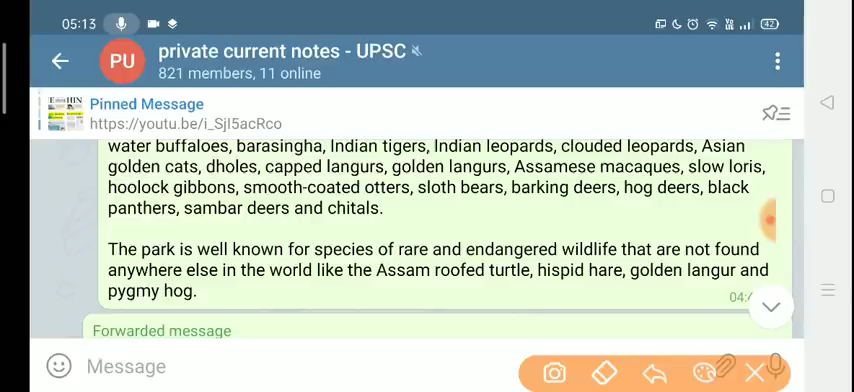 05:13
42
PU
private current notes - UPSC
821 members, 11 online
Pinned Message
https://youtu.be/i_SjI5acRco
water buffaloes, barasingha, Indian tigers, Indian leopards, clouded leopards, Asian
golden cats, dholes, capped langurs, golden langurs, Assamese macaques, slow loris,
hoolock gibbons, smooth-coated otters, sloth bears, barking deers, hog deers, black
panthers, sambar deers and chitals.
The park is well known for species of rare and endangered wildlife that are not found
anywhere else in the world like the Assam roofed turtle, hispid hare, golden langur and
pygmy hog.
Forwarded message
Message